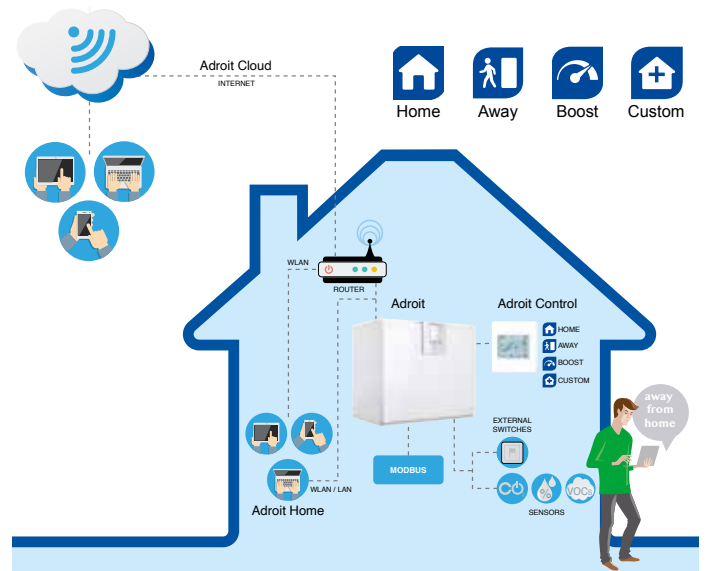 Adroit Cloud
INTERNET
Home
Away
Boost
Custom
WLAN
ROUTER
Adroit
Adroit Control
HOME
AWAY
BOOST
CUSTOM
away
from
home
EXTERNAL
SWITCHES
MODBUS
%
VOCs
SENSORS
WLAN / LAN
Adroit Home